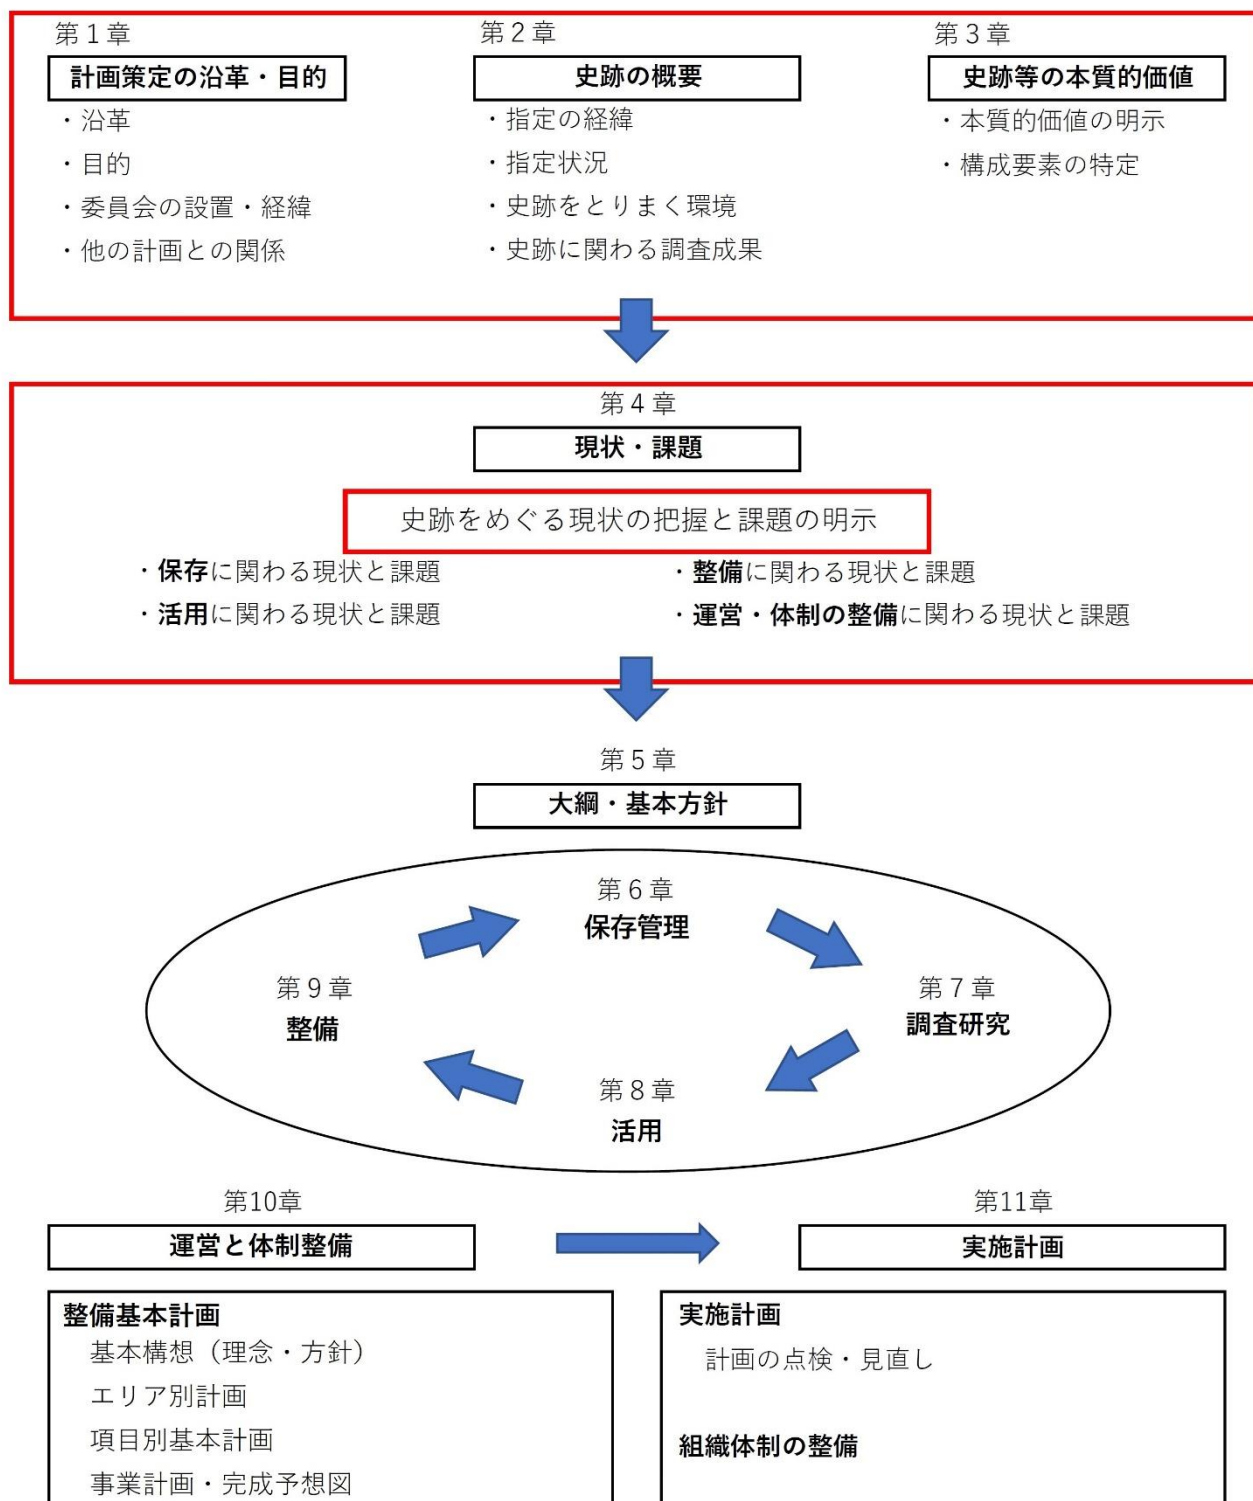 第１章
計画策定の沿革・目的
・沿革
・目的
・委員会の設置・経緯
・他の計画との関係
第２章
史跡の概要
・指定の経緯
・指定状況
・史跡をとりまく環境
・史跡に関わる調査成果
第３章
史跡等の本質的価値
・本質的価値の明示
・構成要素の特定
第４章
現状・課題
史跡をめぐる現状の把握と課題の明示
・保存に関わる現状と課題
・活用に関わる現状と課題
・整備に関わる現状と課題
・運営・体制の整備に関わる現状と課題
第５章
大綱・基本方針
第６章
保存管理
第７章
調査研究
第８章
活用
第９章
整備
第10章
運営と体制整備
第11章
実施計画
整備基本計画
基本構想（理念・方針）
エリア別計画
項目別基本計画
事業計画・完成予想図
実施計画
計画の点検・見直し
組織体制の整備